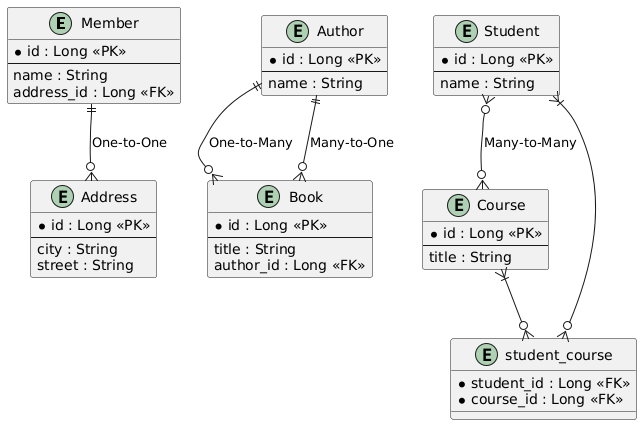 E Member
* id : Long «PK»
name : String
address_id : Long «FK»
E Author
* id : Long «PK»
name : String
E Student
* id : Long «PK»
name : String
One-to-One
One-to-Many
Many-to-One
Many-to-Many
E Address
* id : Long «PK»
city : String
street : String
E Book
* id : Long «PK»
title : String
author_id : Long «FK»
E Course
* id : Long «PK»
title : String
E student_course
* student_id : Long «FK»
* course_id : Long «FK»